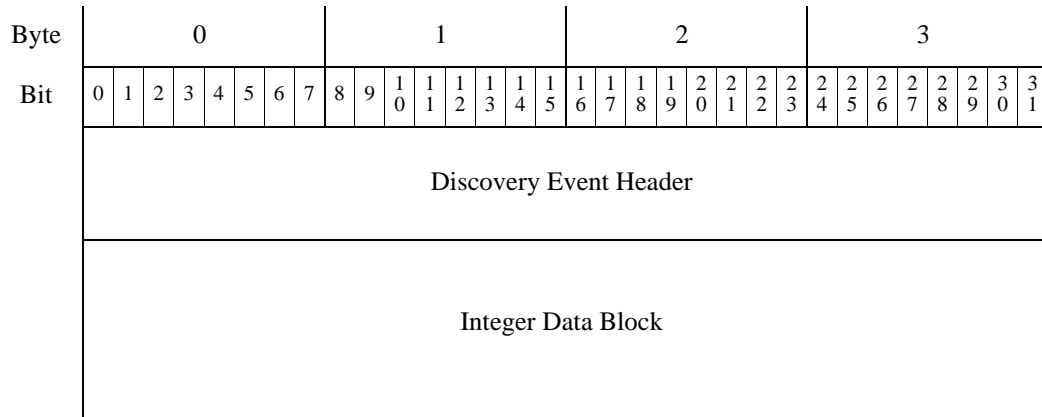 Byte 0 1 2 3
Bit 0 1 2 3 4 5 6 7 8 9 10 11 12 13 14 15 16 17 18 19 20 21 22 23 24 25 26 27 28 29 30 31
Discovery Event Header
Integer Data Block